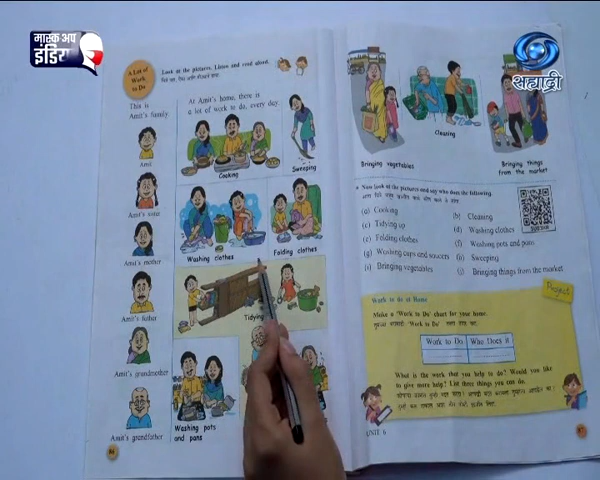 मास्क अप
इंडिया
सह्याद्री
A Lot of
Work
to Do
Look at the pictures. Listen and read aloud.
This is
Amit's family.
At Amit's home, there is
a lot of work to do, every day.
Amit
Amit's sister
Amit's mother
Amit's father
Amit's grandmother
Amit's grandfather
Cooking
Sweeping
Washing clothes
Folding clothes
Tidying
Washing pots
and pans
Bringing vegetables
Cleaning
Bringing things
from the market
Now look at the pictures and say who does the following.
(a) Cooking
(b) Cleaning
(c) Tidying up
(d) Washing clothes
(e) Folding clothes
(f) Washing pots and pans
(g) Washing cups and saucers
(h) Sweeping
(i) Bringing vegetables
(j) Bringing things from the market
Project
Work to do at Home
Make a 'Work to Do' chart for your home.
Work to Do
Who Does it
What is the work that you help to do? Would you like
to give more help? List three things you can do.
UNIT 6
86
87